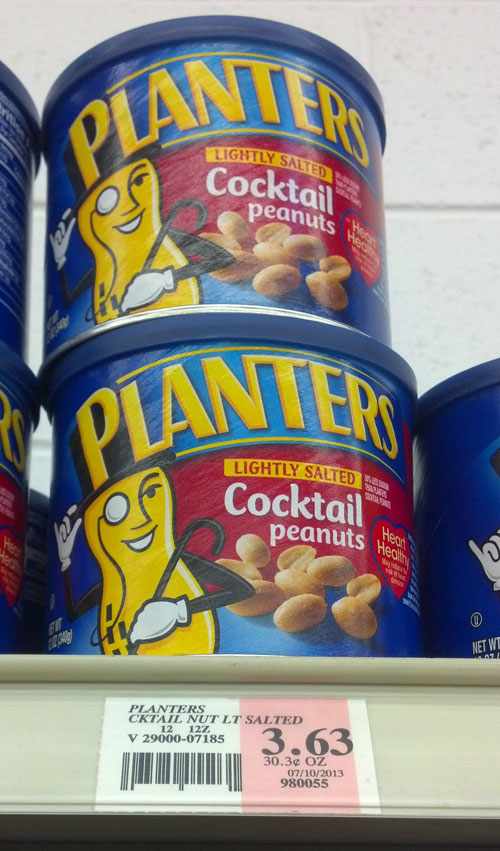 PLANTERS
LIGHTLY SALTED
Cocktail
peanuts
Heart
Healthy
PLANTERS
LIGHTLY SALTED
Cocktail
peanuts
Heart
Healthy
NET WT
RS
PLANTERS
CKTAIL NUT LT SALTED
12 12Z
V 29000-07185
3.63
30.3¢ OZ
07/10/2013
980055